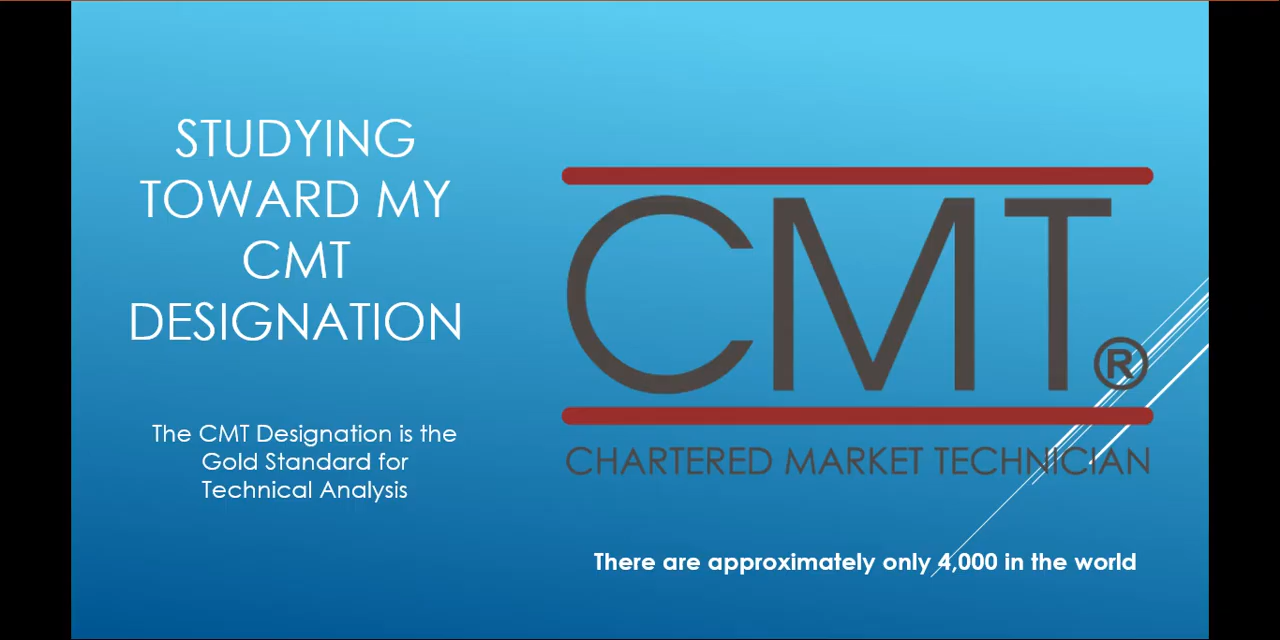 STUDYING
TOWARD MY
CMT
DESIGNATION
The CMT Designation is the
Gold Standard for
Technical Analysis
CMT®
CHARTERED MARKET TECHNICIAN
There are approximately only 4,000 in the world